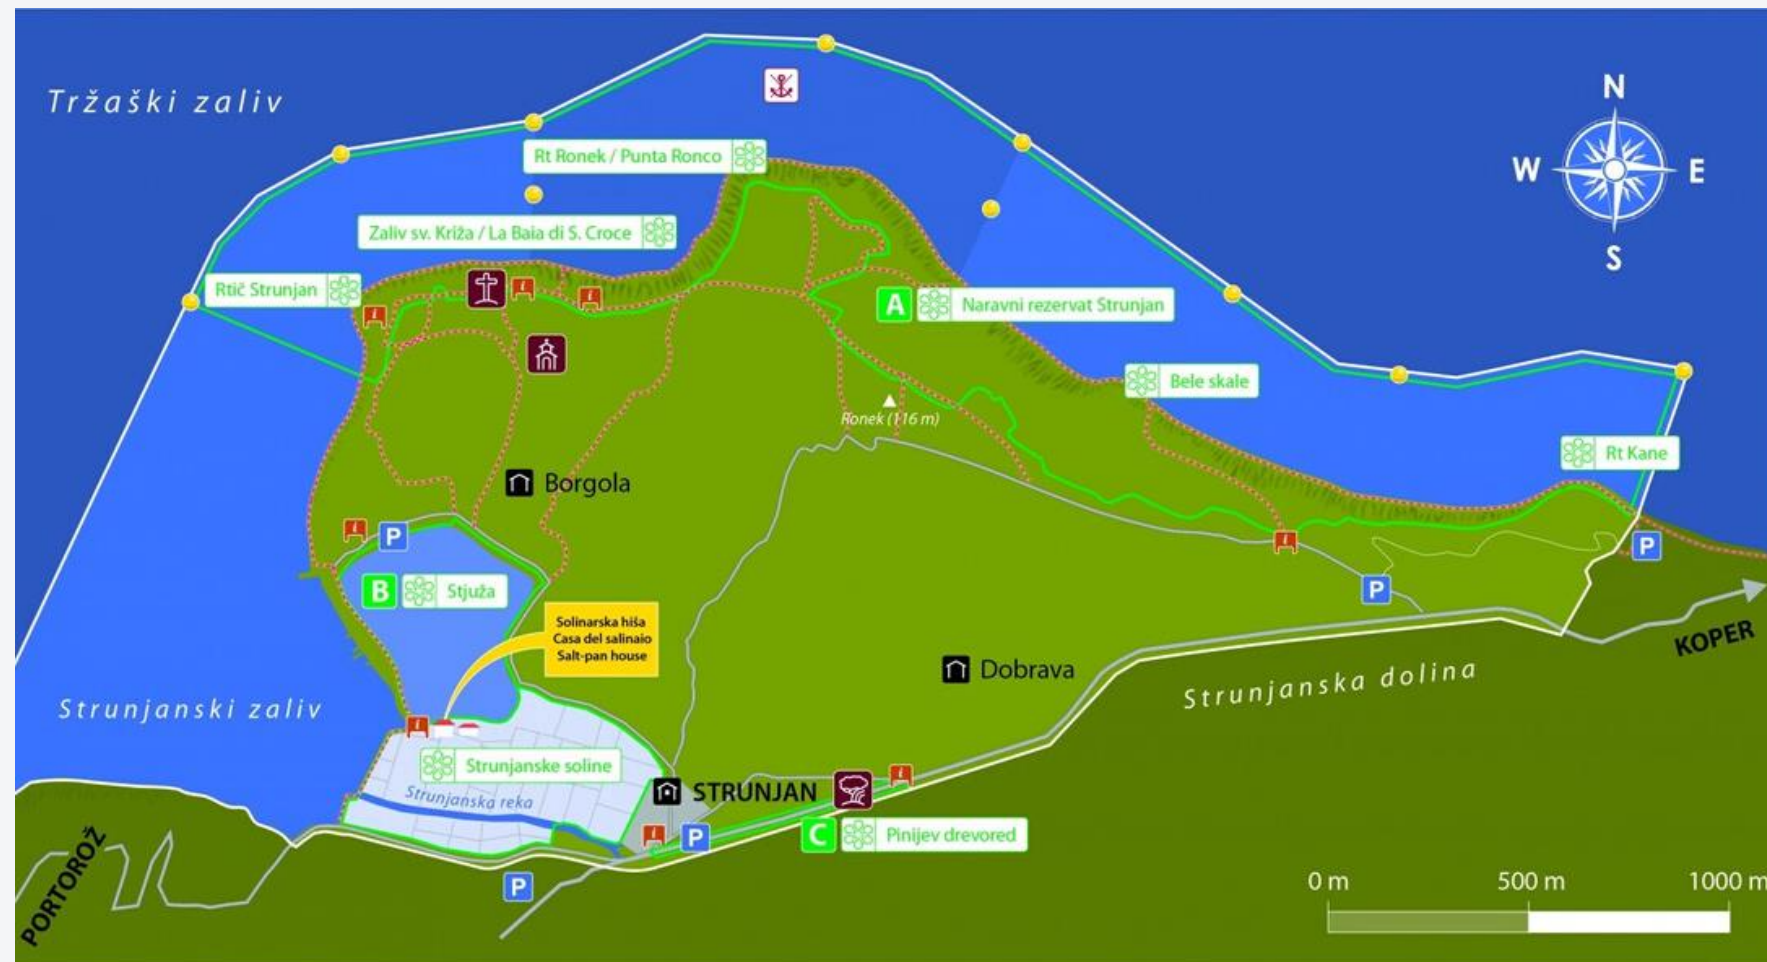 Tržaški zaliv
N
W
E
S
Rt Ronek / Punta Ronco
Zaliv sv. Križa / La Baia di S. Croce
Rtič Strunjan
i
i
i
A
Naravni rezervat Strunjan
Bele skale
Ronek (116 m)
Rt Kane
Borgola
i
P
B
Stjuža
i
P
P
Solinarska hiša
Casa del salinaio
Salt-pan house
KOPER
Dobrava
Strunjanska dolina
Strunjanski zaliv
i
Strunjanske soline
Strunjanska reka
STRUNJAN
i
i
P
C
Pinijev drevored
PORTOROŽ
P
0 m
500 m
1000 m